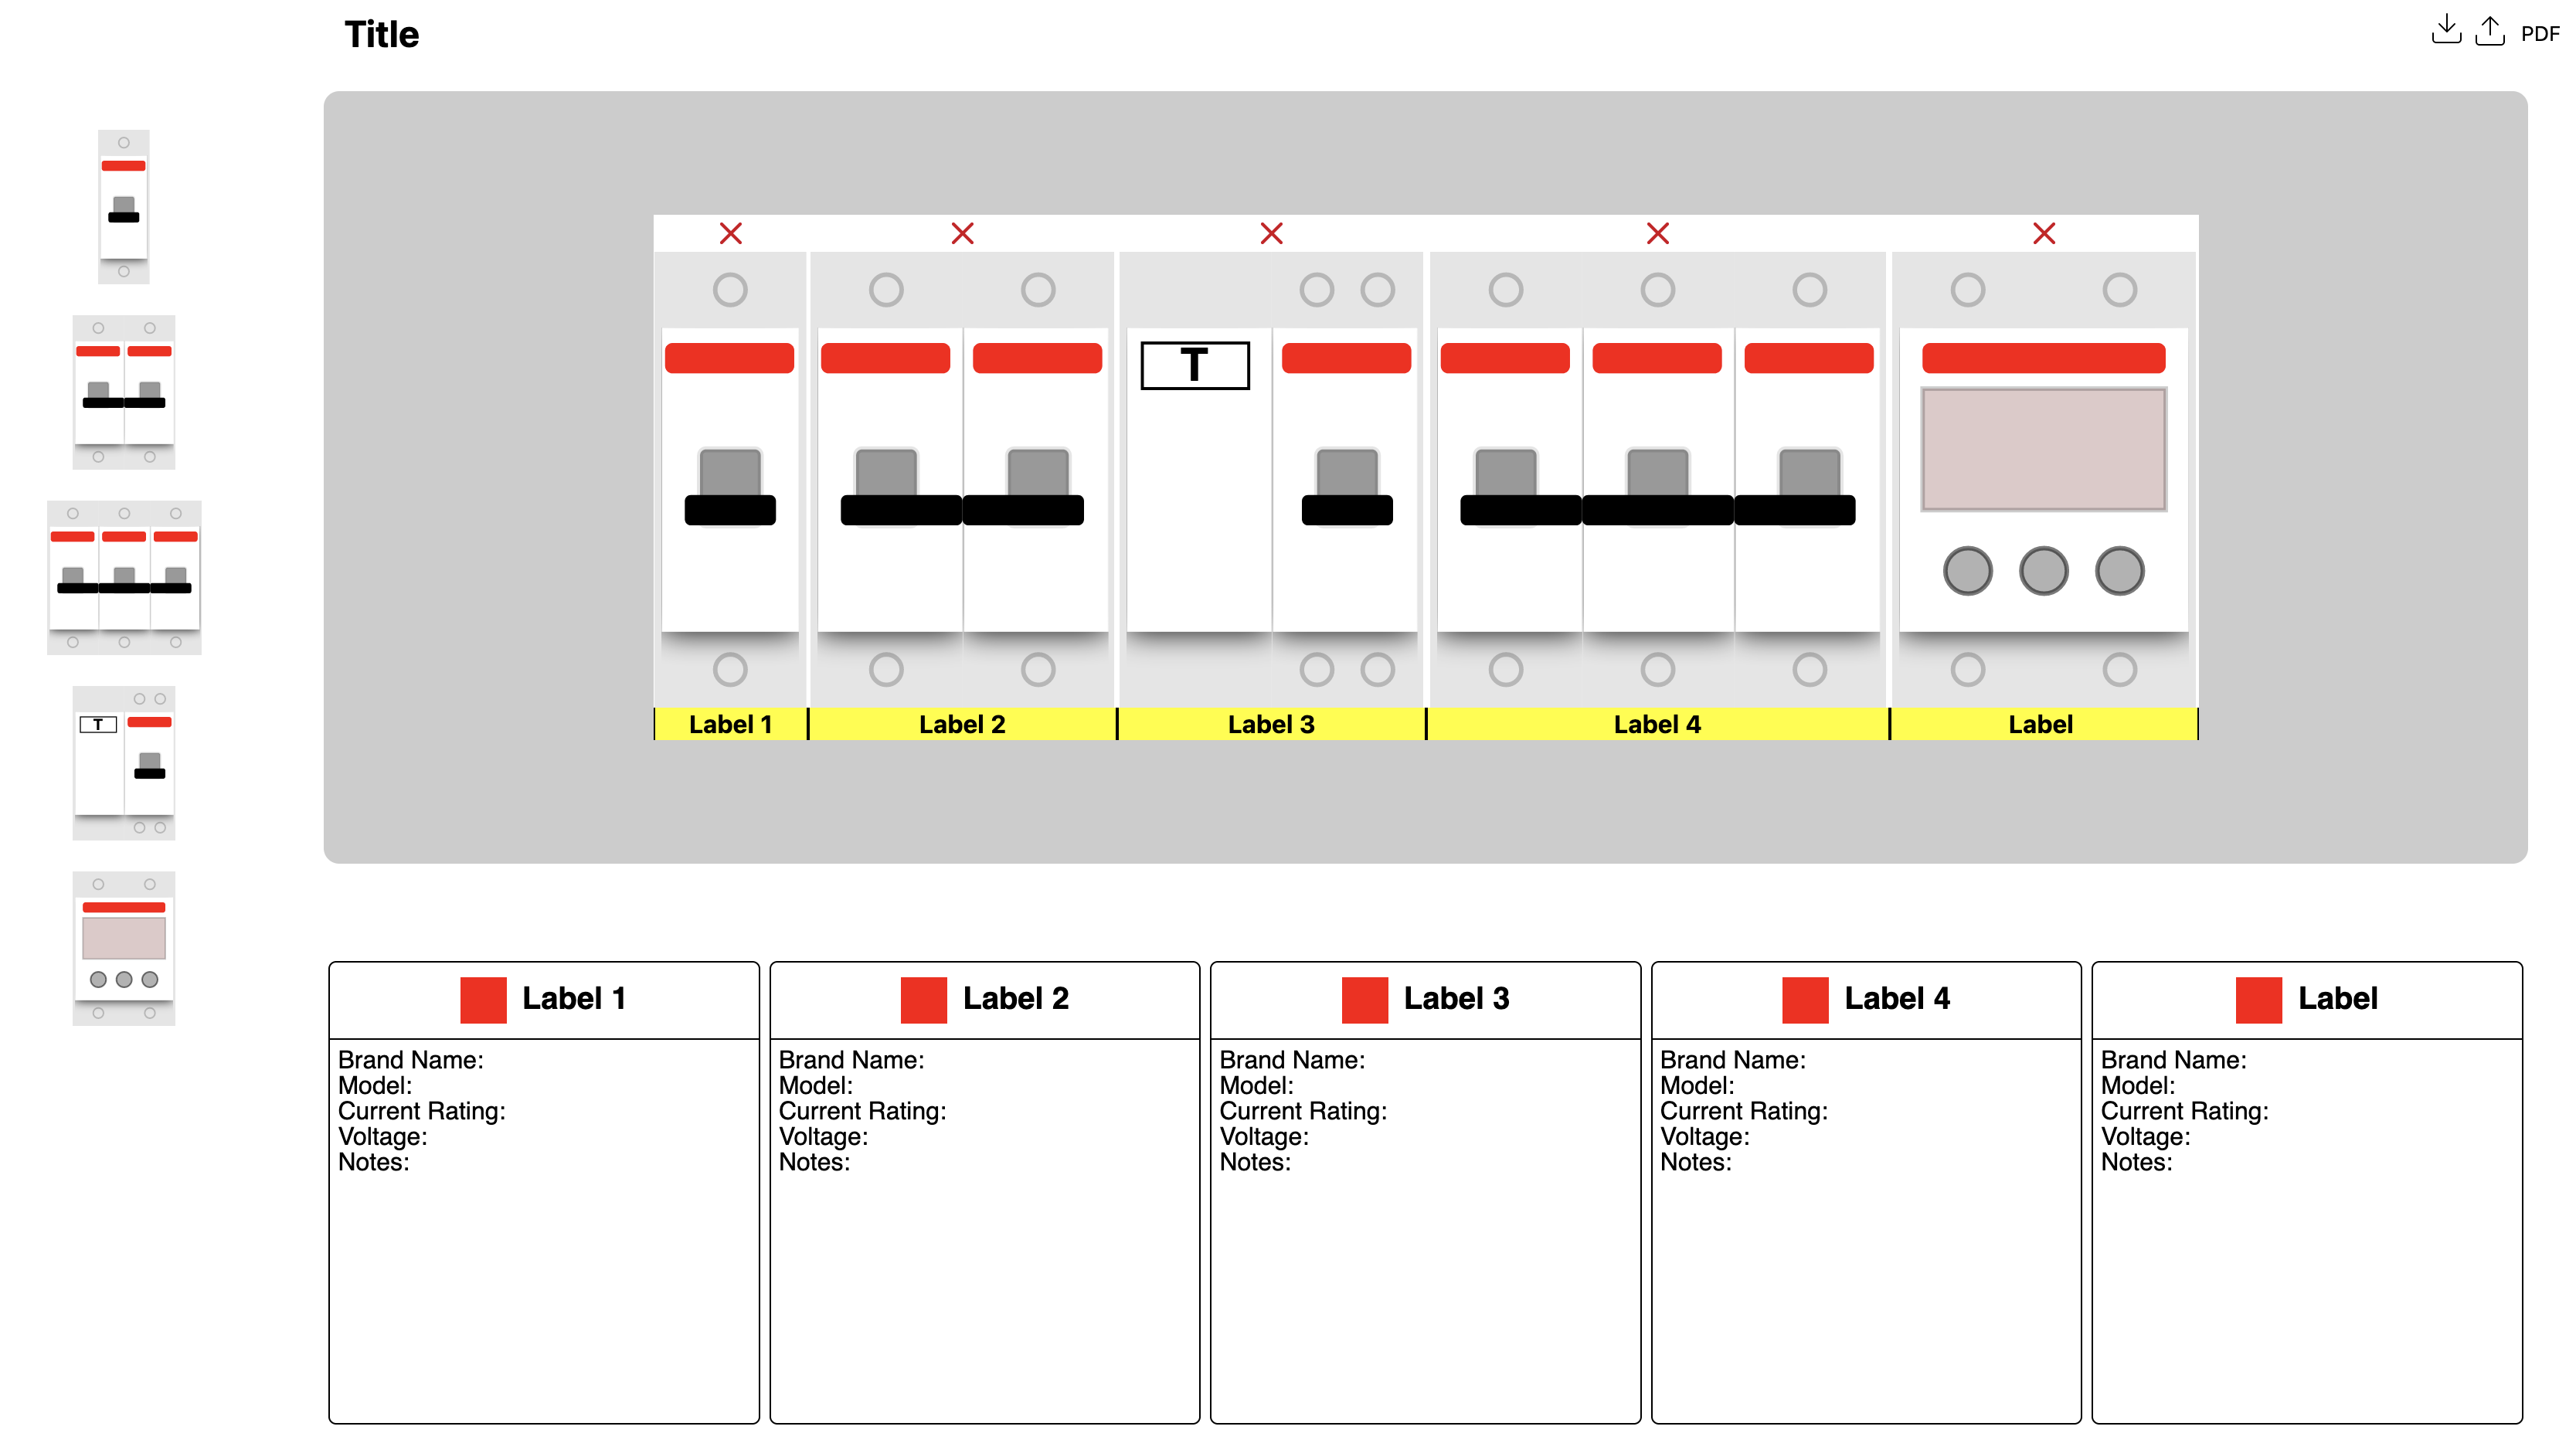 Title
PDF
T
T
Label 1
Label 2
Label 3
Label 4
Label
Label 1
Brand Name:
Model:
Current Rating:
Voltage:
Notes:
Label 2
Brand Name:
Model:
Current Rating:
Voltage:
Notes:
Label 3
Brand Name:
Model:
Current Rating:
Voltage:
Notes:
Label 4
Brand Name:
Model:
Current Rating:
Voltage:
Notes:
Label
Brand Name:
Model:
Current Rating:
Voltage:
Notes: